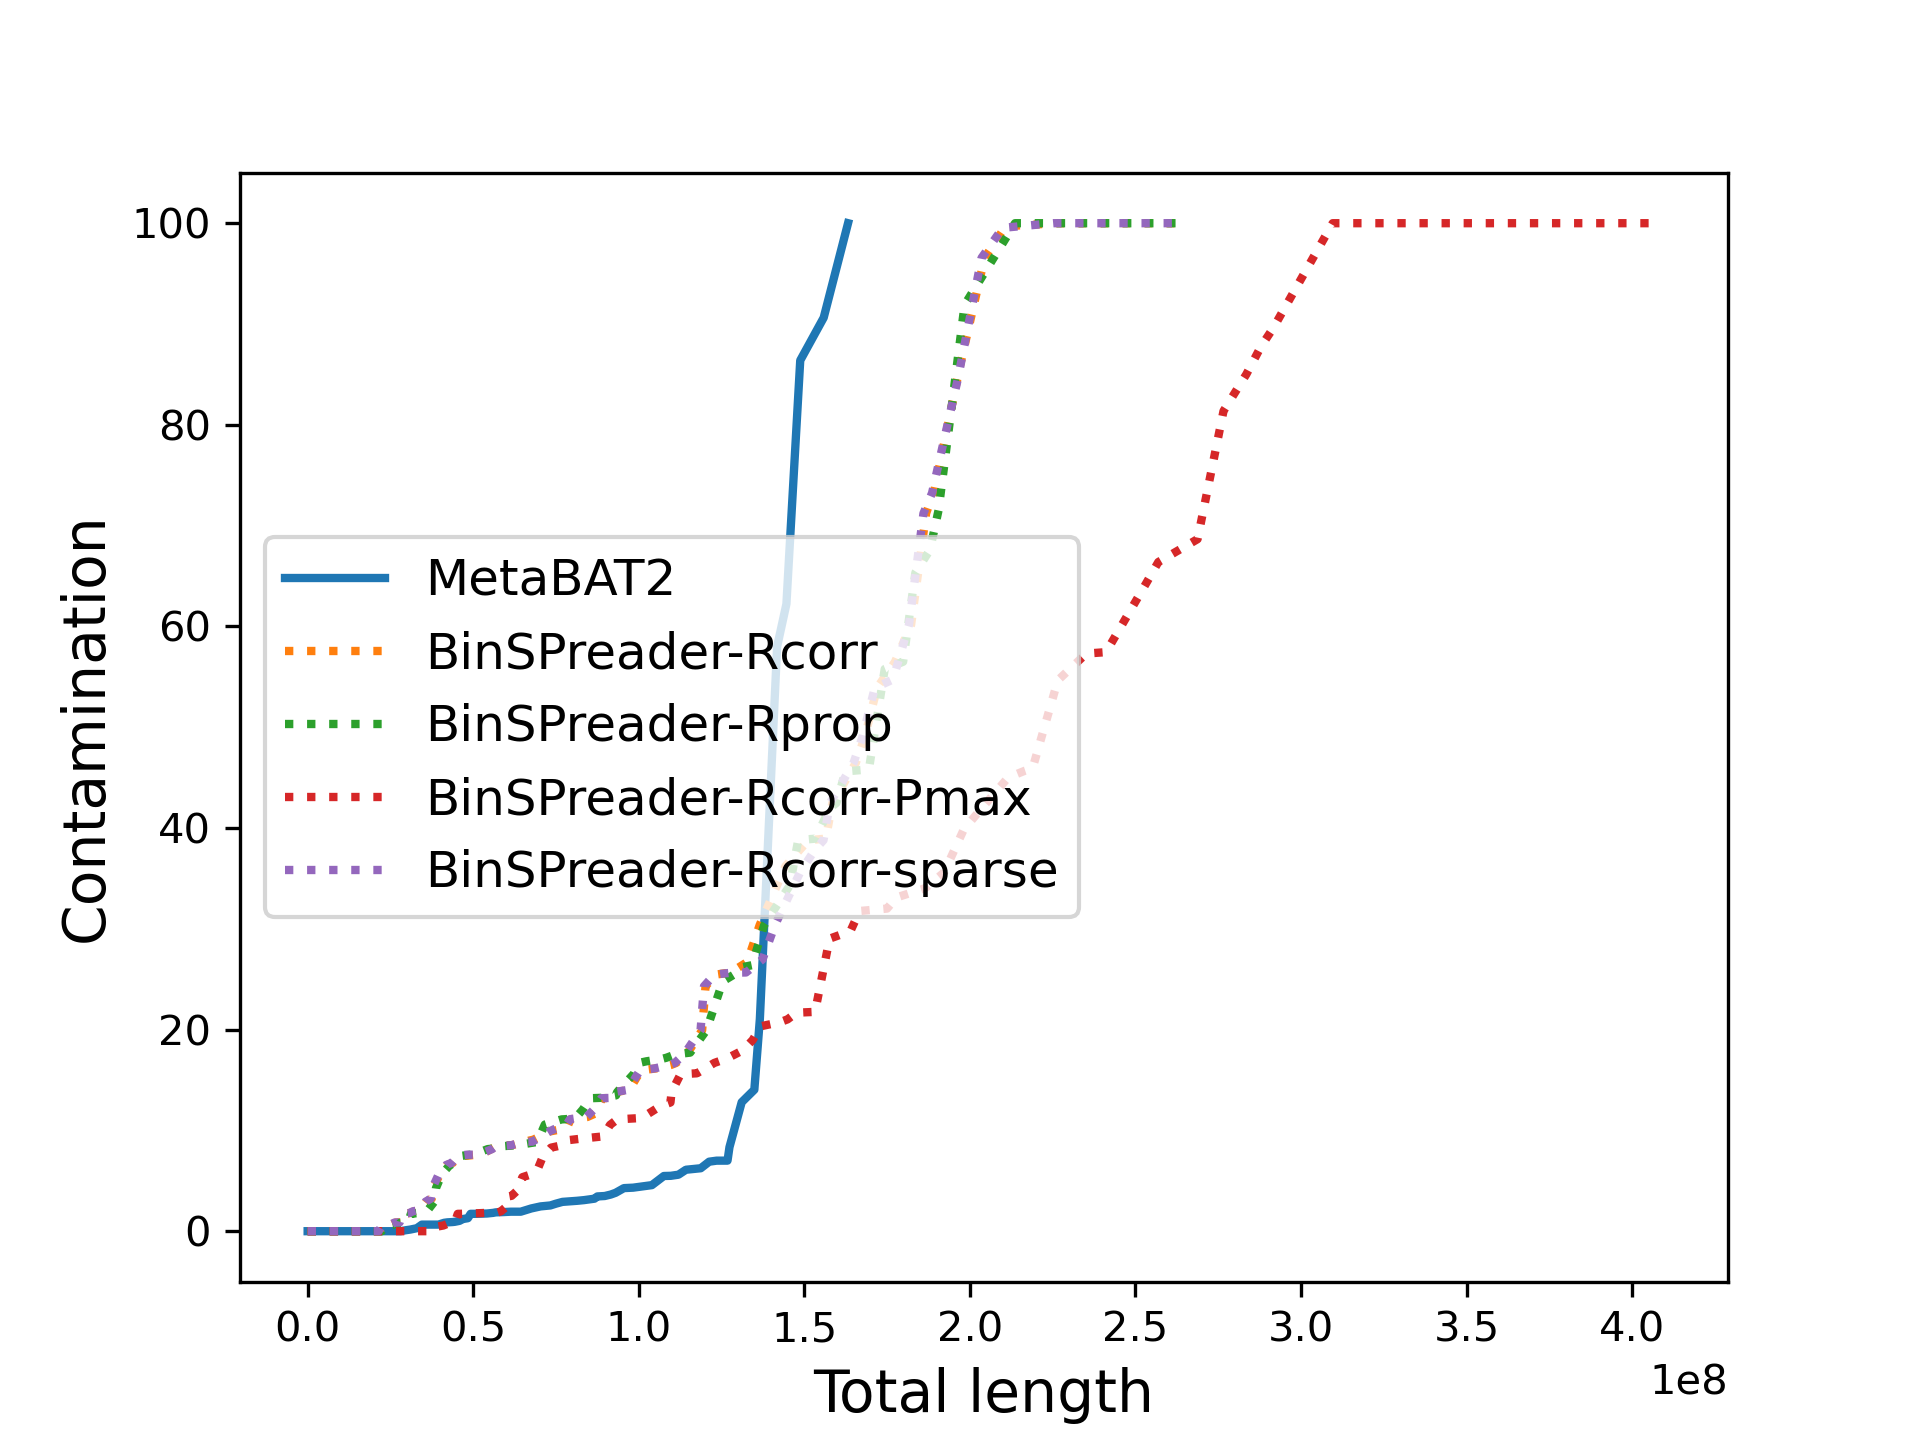 100
80
60
40
20
0
Contamination
MetaBAT2
BinSPreader-Rcorr
BinSPreader-Rprop
BinSPreader-Rcorr-Pmax
BinSPreader-Rcorr-sparse
0.0 0.5 1.0 1.5 2.0 2.5 3.0 3.5 4.0
1e8
Total length